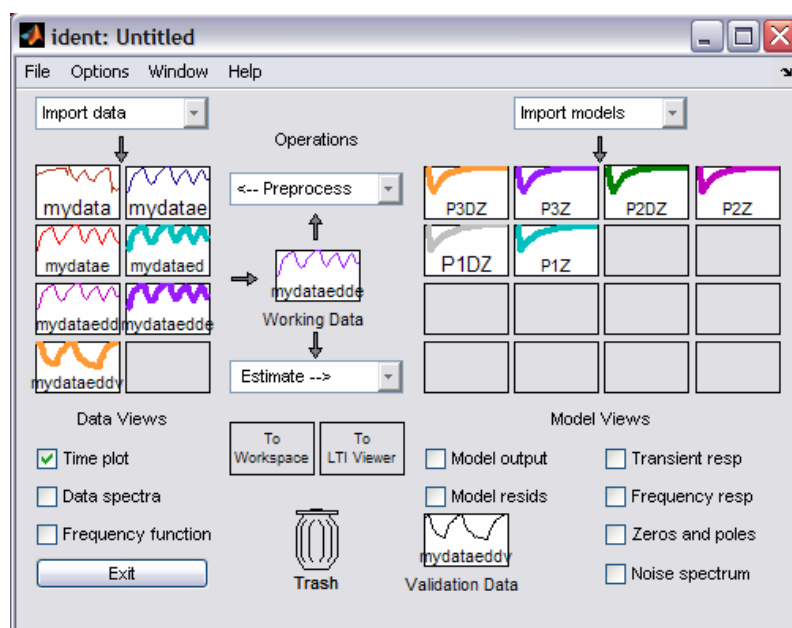 ident: Untitled
File Options Window Help
Import data
Import models
Operations
<-- Preprocess
mydata mydatae
P3DZ P3Z P2DZ P2Z
mydatae mydataed
P1DZ P1Z
mydataedd mydataedde
mydataedde
Working Data
mydataeddv
Estimate -->
Data Views
Model Views
To Workspace To LTI Viewer
Time plot
Model output Transient resp
Data spectra
Model resids Frequency resp
Frequency function
Zeros and poles
mydataeddv
Exit
Trash
Validation Data
Noise spectrum